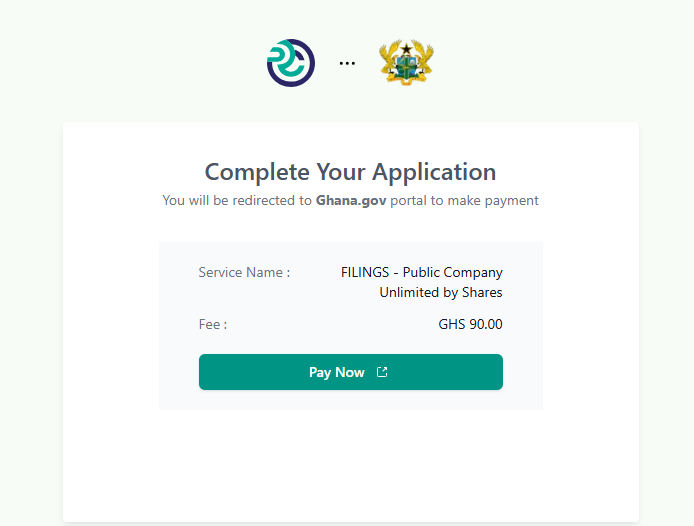 Complete Your Application
You will be redirected to Ghana.gov portal to make payment
Service Name :
FILINGS - Public Company
Unlimited by Shares
Fee :
GHS 90.00
Pay Now